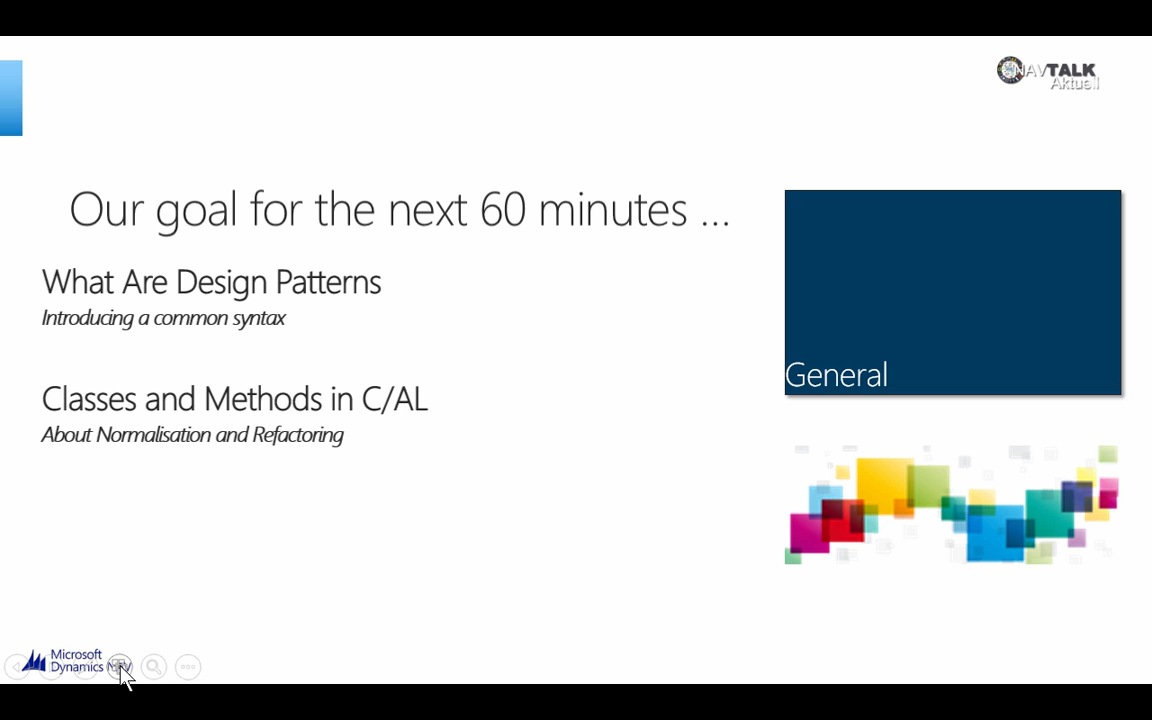 NAVTALK
Aktuell
Our goal for the next 60 minutes ...
What Are Design Patterns
Introducing a common syntax
General
Classes and Methods in C/AL
About Normalisation and Refactoring
Microsoft
Dynamics NAV